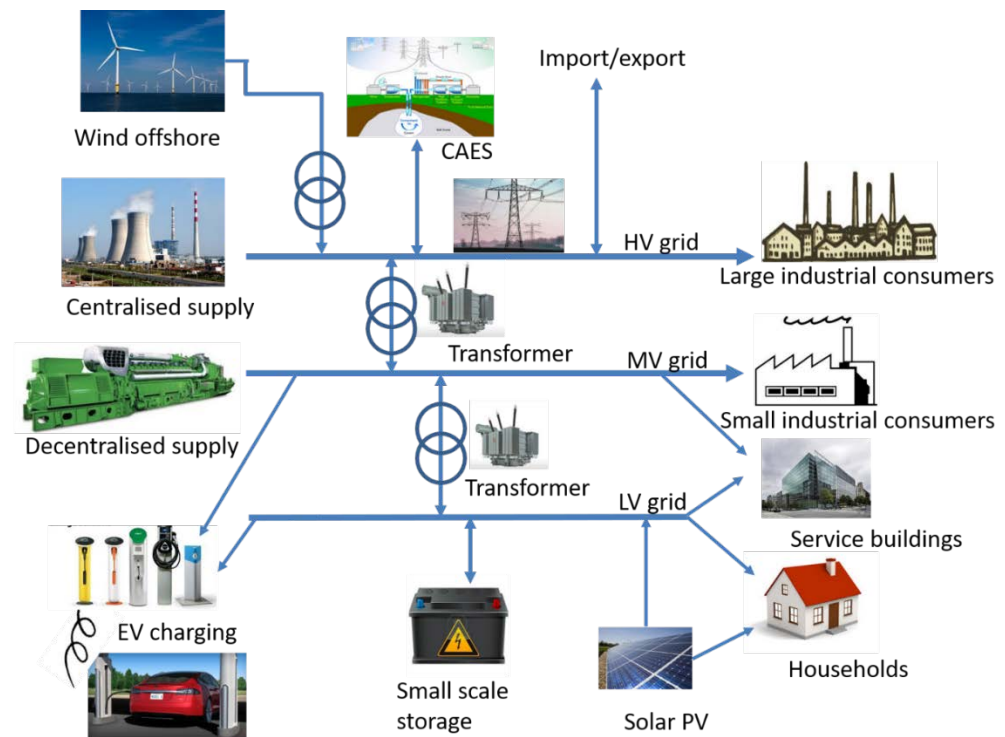 Import/export
Wind offshore
CAES
HV grid
Large industrial consumers
Centralised supply
Transformer
MV grid
Small industrial consumers
Decentralised supply
Transformer
LV grid
Service buildings
EV charging
Households
Small scale
storage
Solar PV